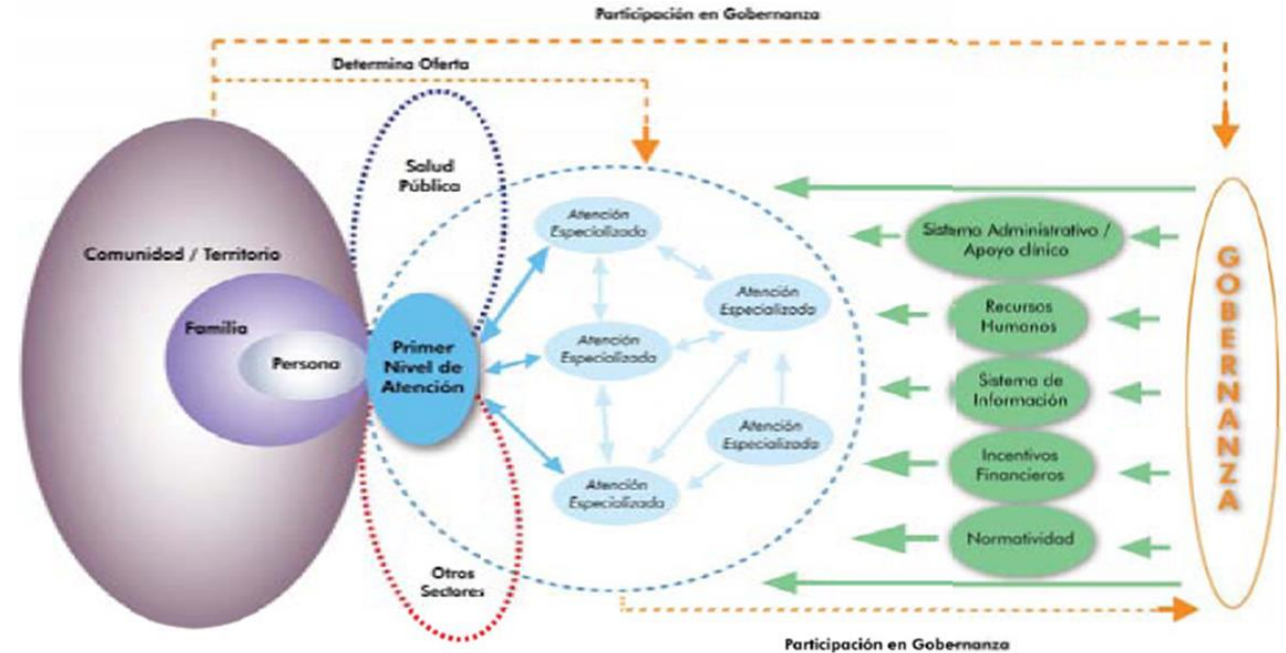 Participación en Gobernanza
Determina Oferta
Salud
Pública
Comunidad / Territorio
Familia
Persona
Primer
Nivel de
Atención
Atención
Especializada
Atención
Especializada
Atención
Especializada
Atención
Especializada
Atención
Especializada
Otros
Sectores
Sistema Administrativo /
Apoyo clínico
Recursos
Humanos
Sistema de
Información
Incentivos
Financieros
Normatividad
GOBERNANZA
Participación en Gobernanza